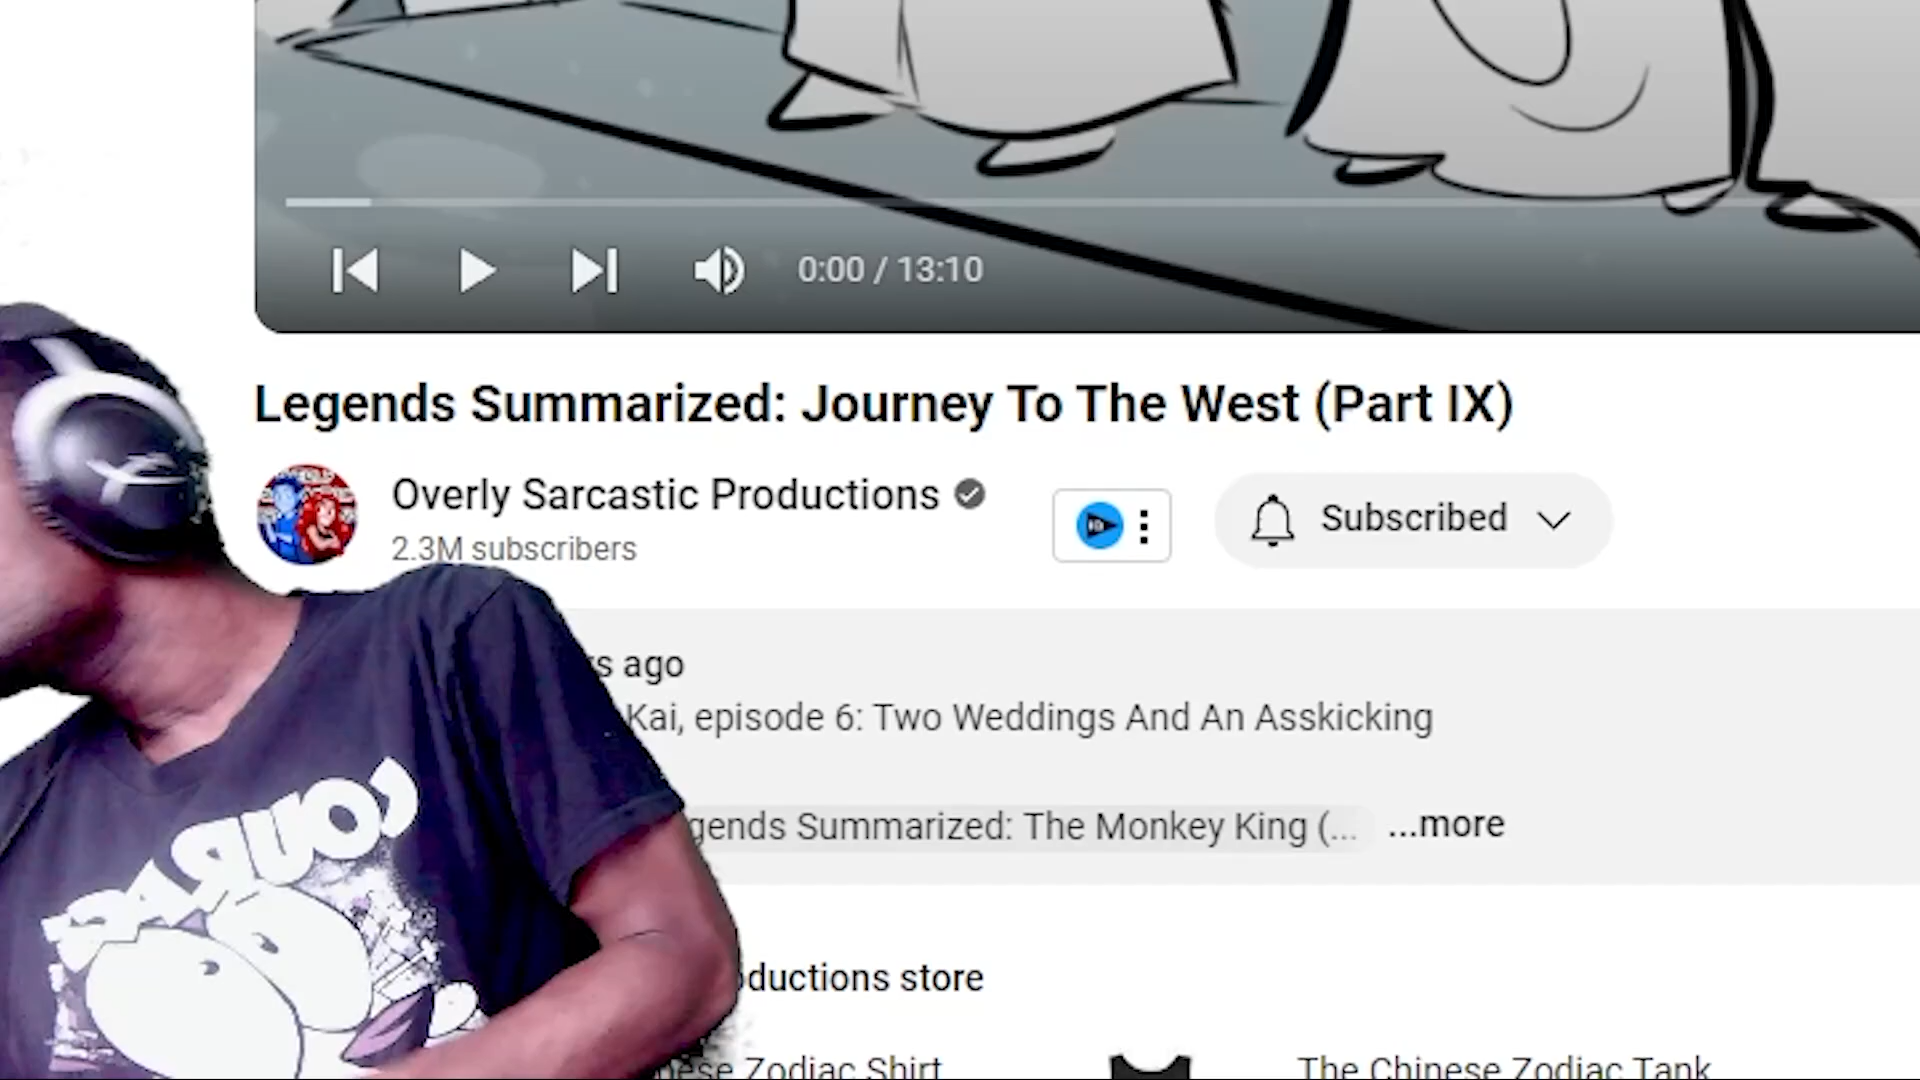 0:00 / 13:10
Legends Summarized: Journey To The West (Part IX)
Overly Sarcastic Productions
2.3M subscribers
Subscribed
ago
Kai, episode 6: Two Weddings And An Asskicking
Summarized: The Monkey King (...
...more
store
Zodiac Shirt
The Chinese Zodiac Tank